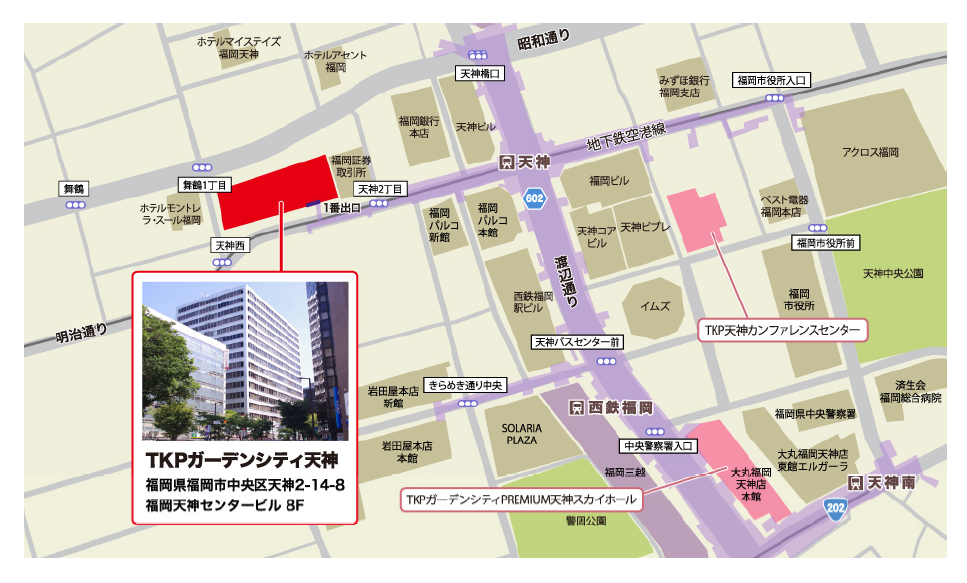 昭和通り
ホテルマイステイズ
福岡天神
ホテルアセント
福岡
天神橋口
みずほ銀行
福岡支店
福岡市役所入口
福岡銀行
本店
天神ビル
地下鉄空港線
アクロス福岡
福岡証券
取引所
天神
舞鶴
舞鶴1丁目
天神2丁目
福岡ビル
602
1番出口
ホテルモントレ
ラ・スール福岡
福岡
パルコ
新館
福岡
パルコ
本館
天神コア
ビル
天神ビブレ
ベスト電器
福岡本店
天神西
福岡市役所前
渡辺通り
天神中央公園
西鉄福岡
駅ビル
イムズ
福岡
市役所
明治通り
TKP天神カンファレンスセンター
天神バスセンター前
岩田屋本店
新館
きらめき通り中央
済生会
福岡総合病院
西鉄福岡
福岡県中央警察署
SOLARIA
PLAZA
中央警察署入口
岩田屋本店
本館
大丸福岡天神店
東館エルガーラ
福岡三越
大丸福岡
天神店
本館
天神南
TKPガーデンシティPREMIUM天神スカイホール
警固公園
202
TKPガーデンシティ天神
福岡県福岡市中央区天神2-14-8
福岡天神センタービル 8F